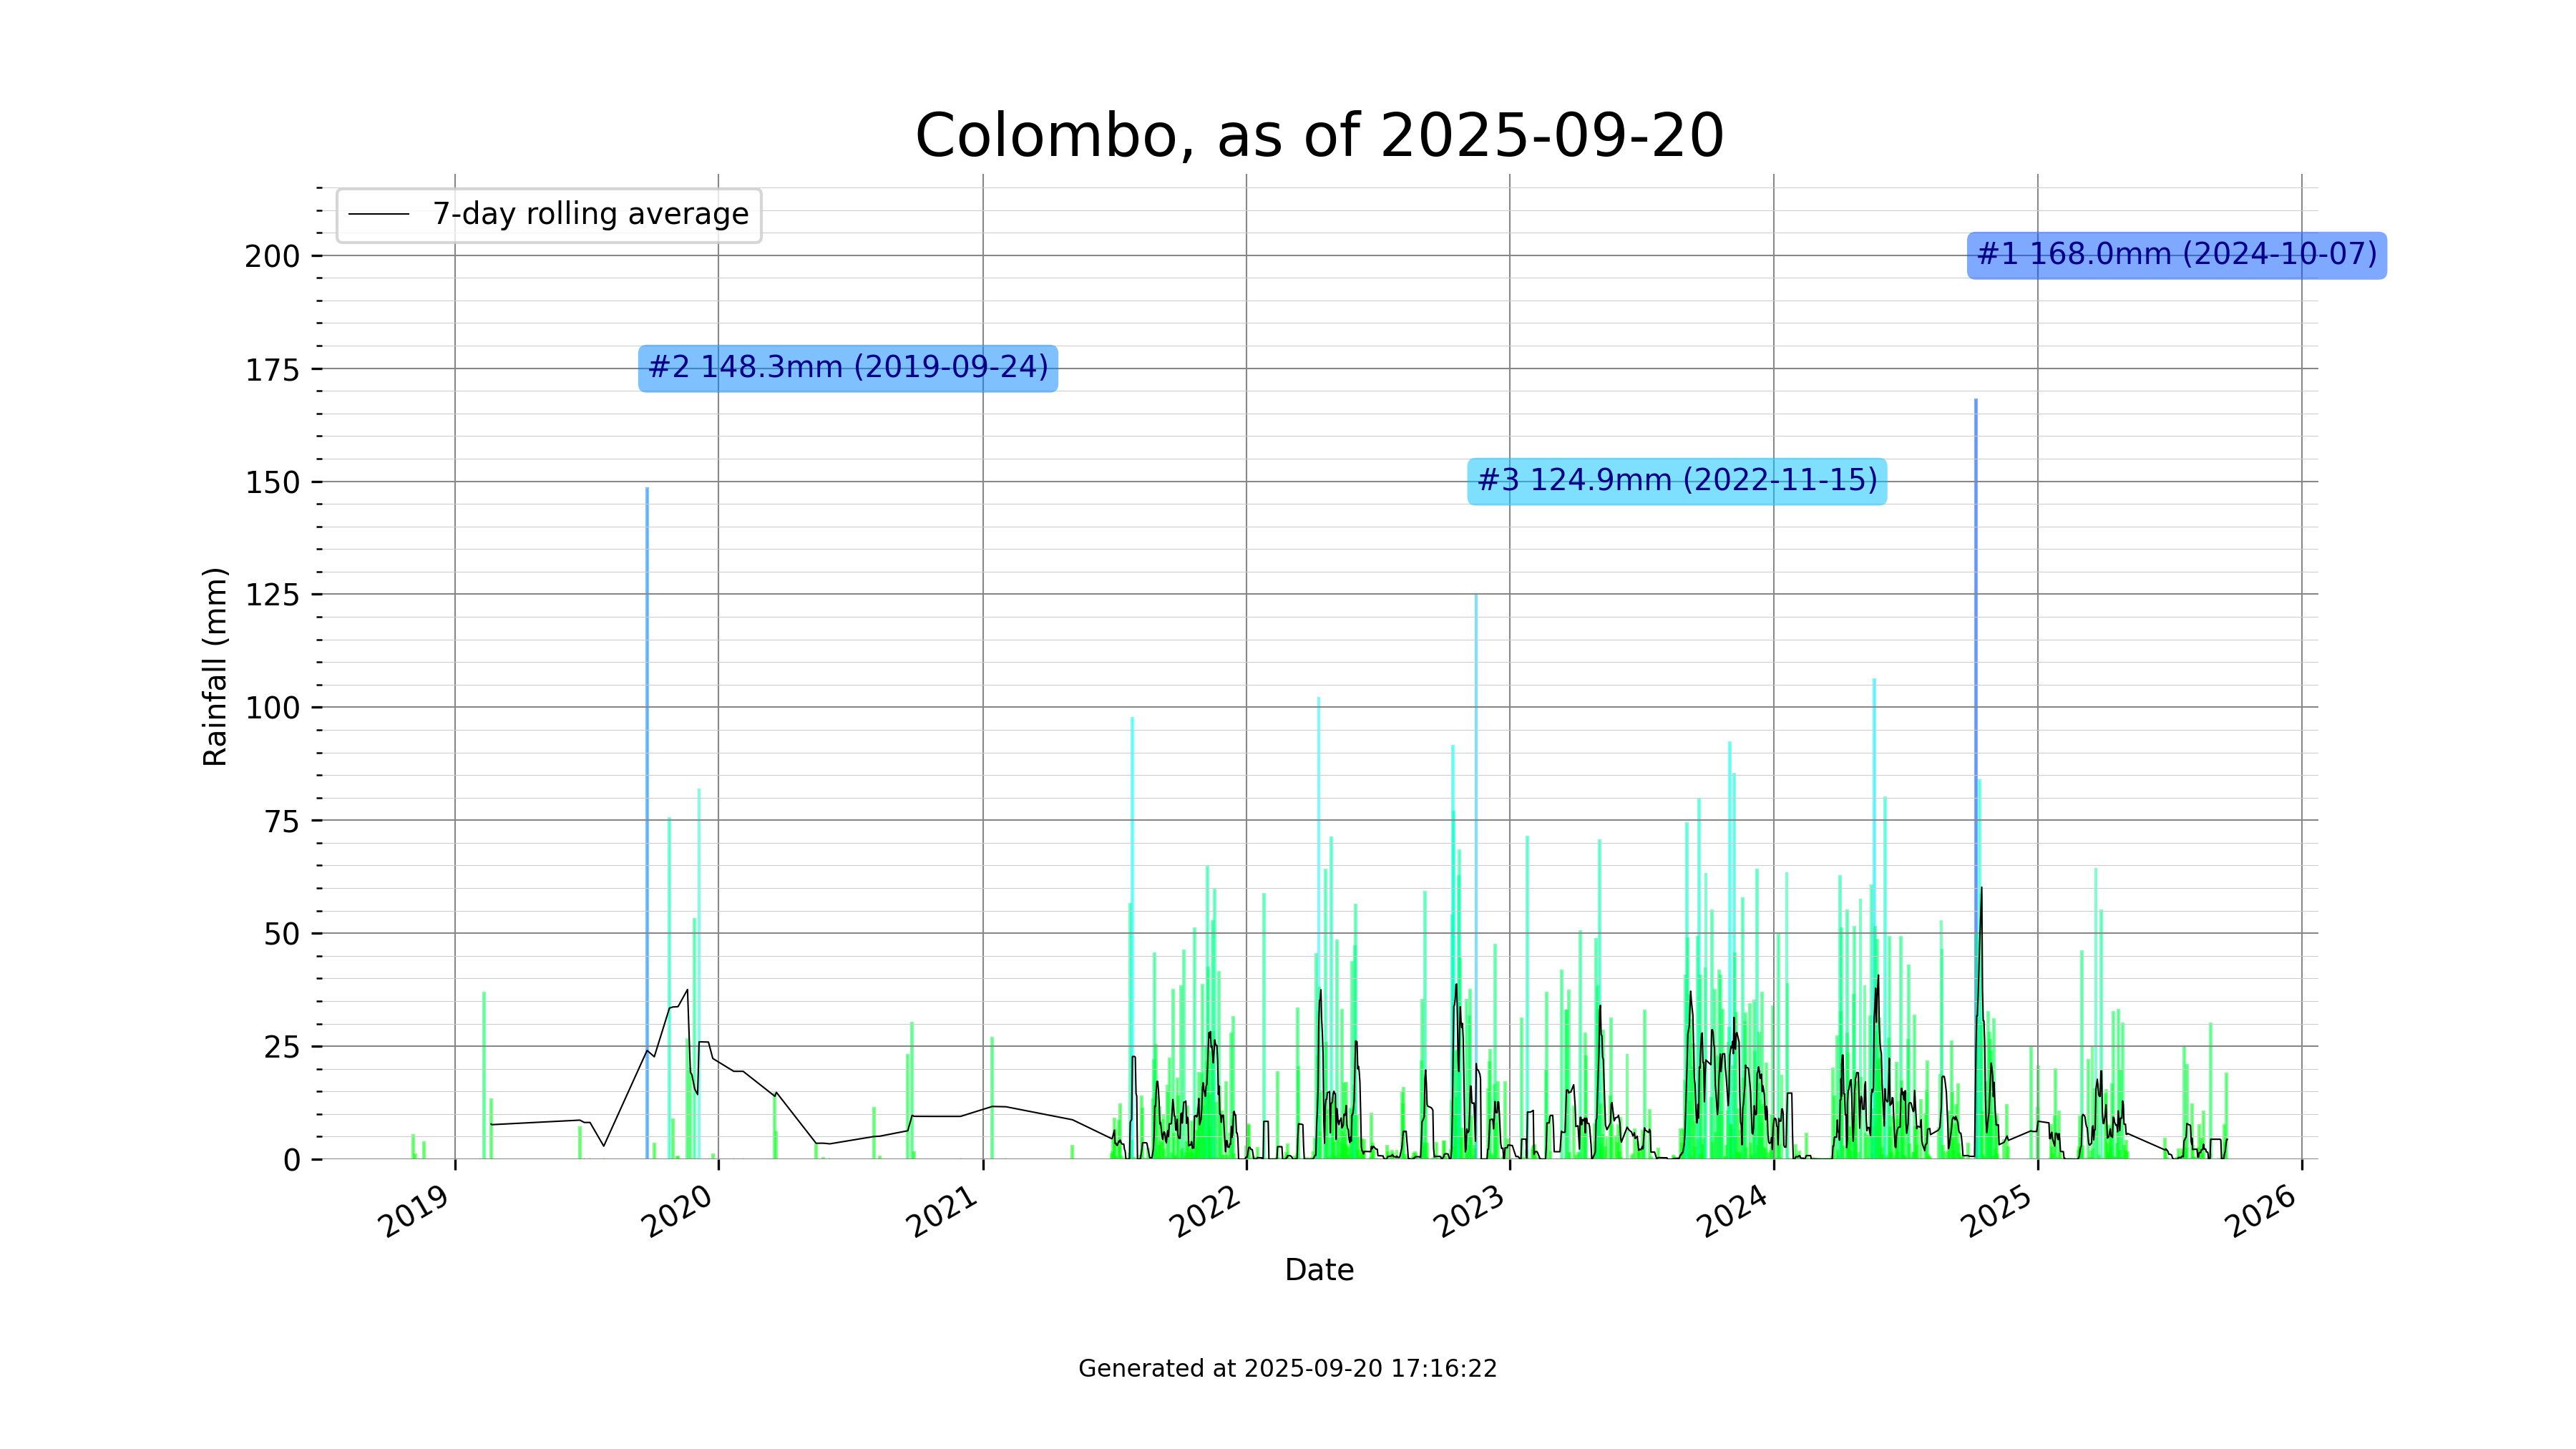 Colombo, as of 2025-09-20
7-day rolling average
#1 168.0mm (2024-10-07)
#2 148.3mm (2019-09-24)
#3 124.9mm (2022-11-15)
Rainfall (mm)
200
175
150
125
100
75
50
25
0
2019
2020
2021
2022
2023
2024
2025
2026
Date
Generated at 2025-09-20 17:16:22